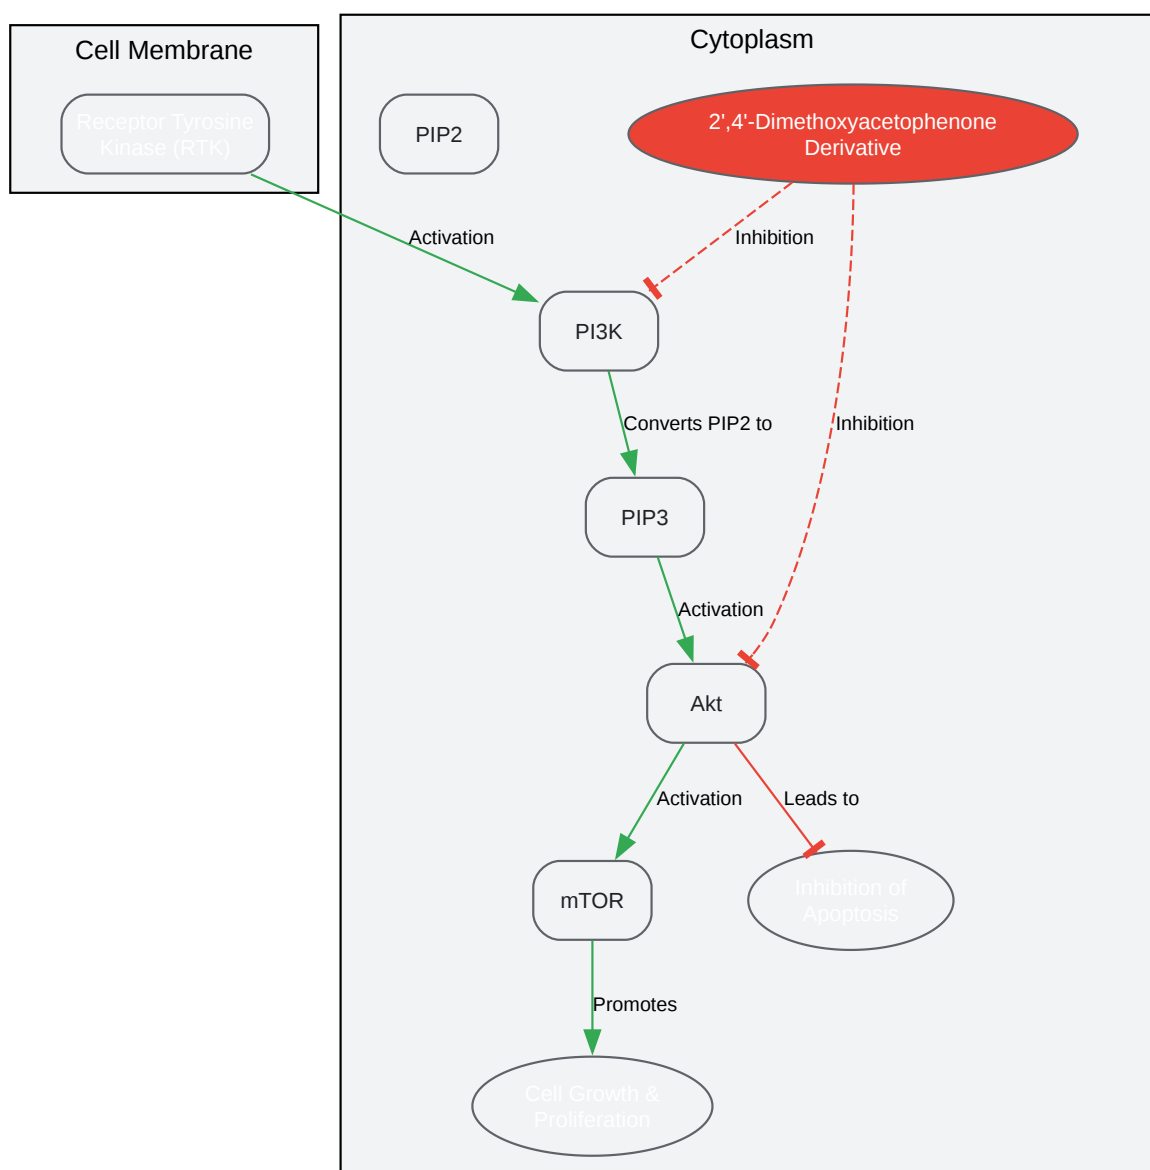 Cell Membrane
Cytoplasm
Receptor Tyrosine
Kinase (RTK)
PIP2
2',4'-Dimethoxyacetophenone
Derivative
Activation
Inhibition
PI3K
Converts PIP2 to
Inhibition
PIP3
Activation
Akt
Activation
Leads to
mTOR
Inhibition of
Apoptosis
Promotes
Cell Growth &
Proliferation